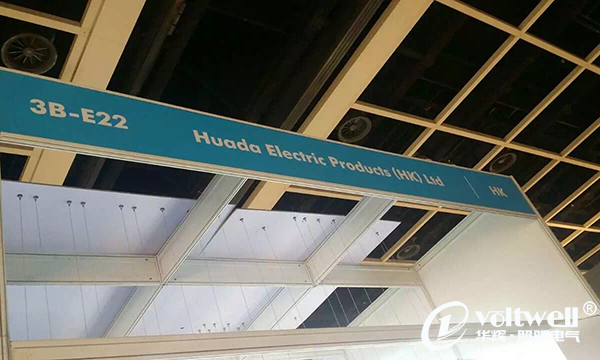 3B-E22 Huada Electric Products (HK) Ltd | HK
voltwell®
华辉·照明电气